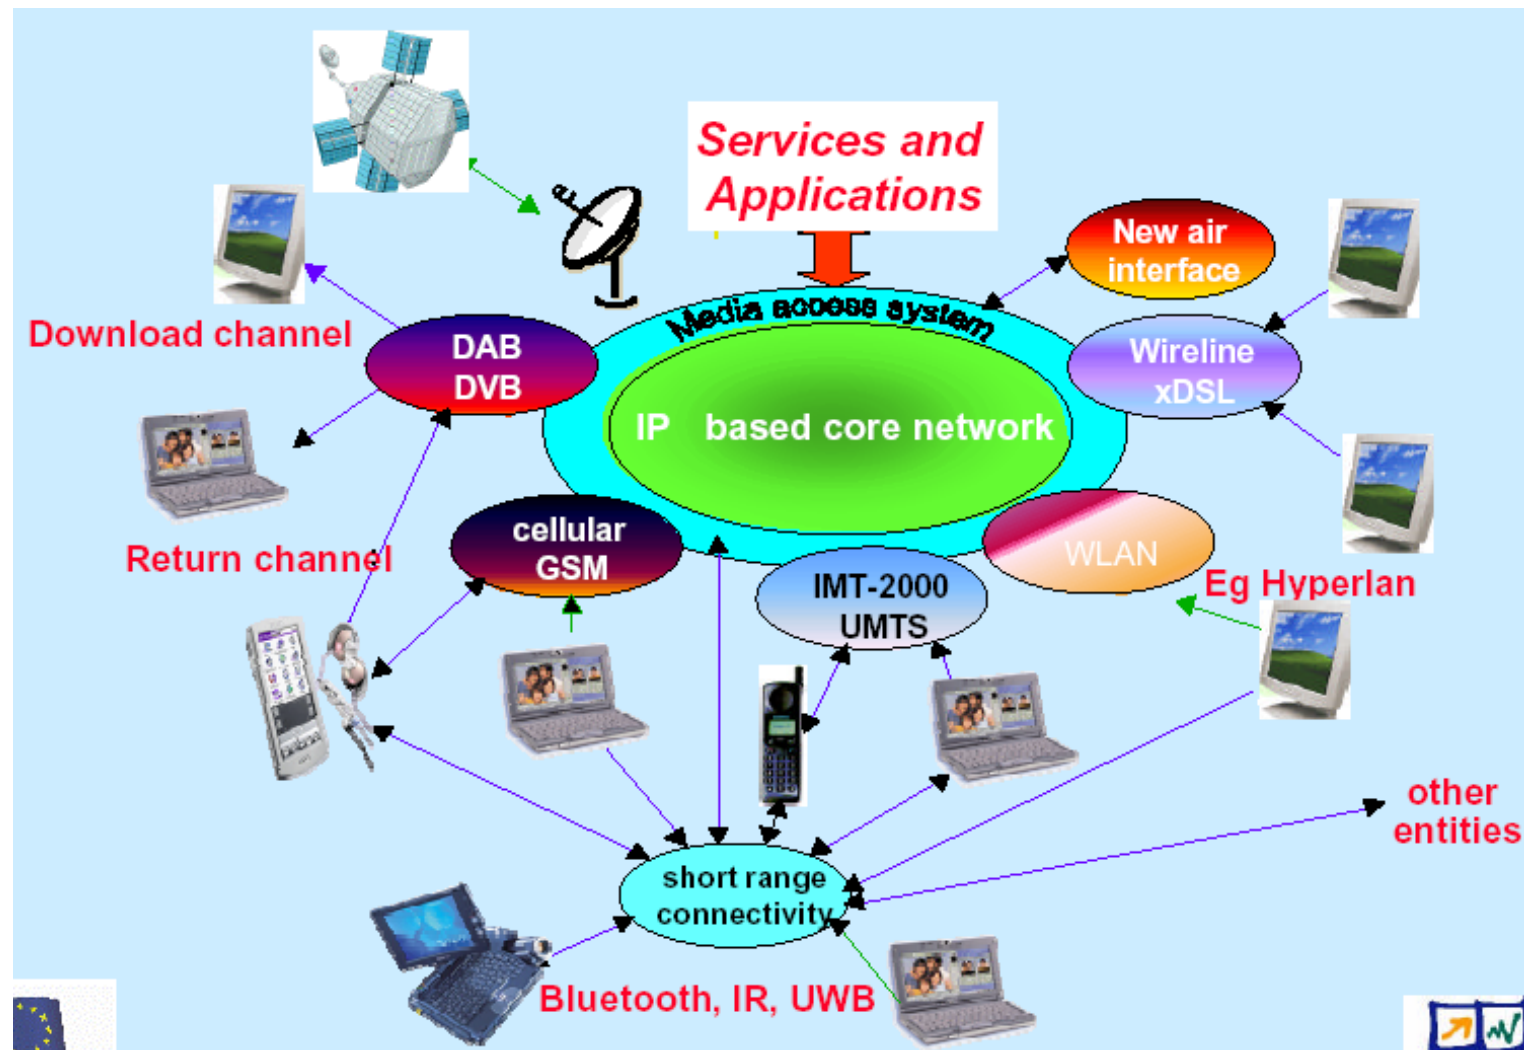 Services and
Applications
New air
interface
Media access system
Download channel
DAB
DVB
Wireline
xDSL
IP based core network
cellular
GSM
WLAN
Return channel
IMT-2000
UMTS
Eg Hyperlan
other
entities
short range
connectivity
Bluetooth, IR, UWB